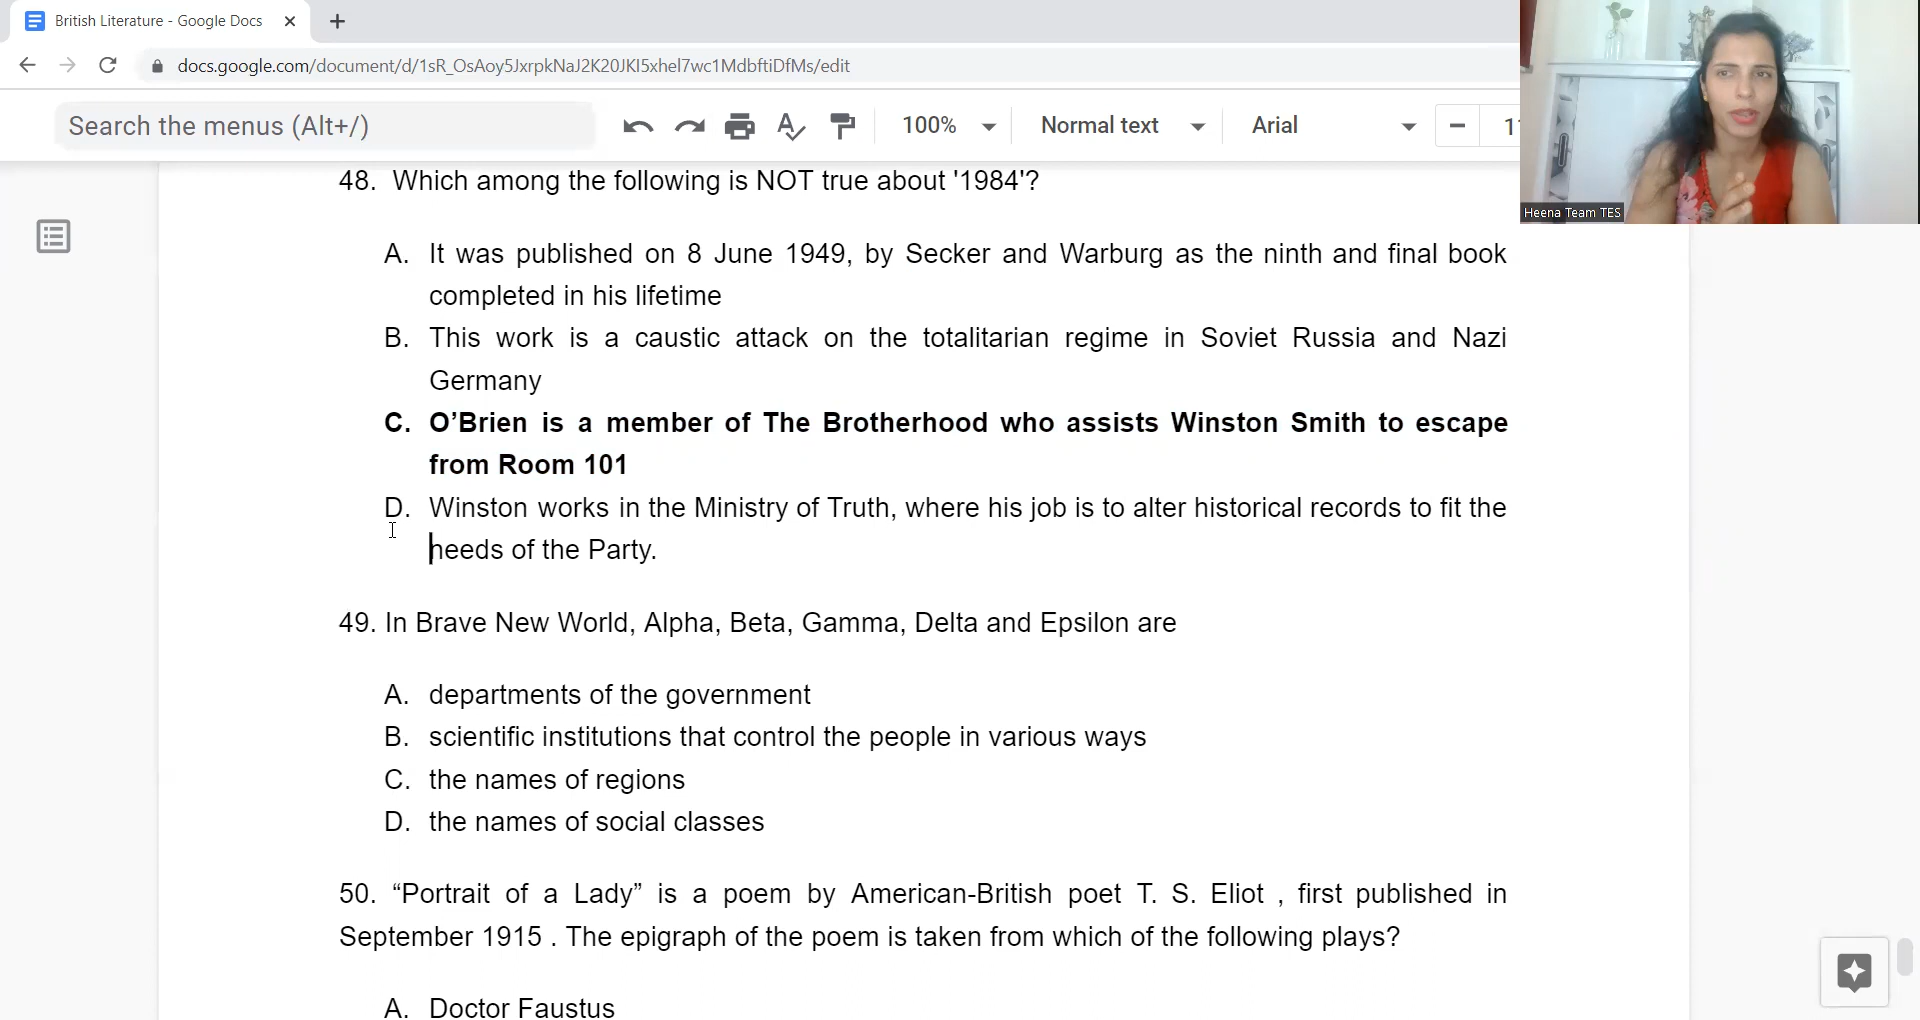 British Literature - Google Docs
docs.google.com/document/d/1sR_OsAoy5JxrpkNaJ2K20JKI5xhel7wc1MdbftiDfMs/edit
Search the menus (Alt+/)
100%
Normal text
Arial
11
Heena Team TES
48. Which among the following is NOT true about '1984'?
A. It was published on 8 June 1949, by Secker and Warburg as the ninth and final book
completed in his lifetime
B. This work is a caustic attack on the totalitarian regime in Soviet Russia and Nazi
Germany
C. O’Brien is a member of The Brotherhood who assists Winston Smith to escape
from Room 101
D. Winston works in the Ministry of Truth, where his job is to alter historical records to fit the
needs of the Party.
49. In Brave New World, Alpha, Beta, Gamma, Delta and Epsilon are
A. departments of the government
B. scientific institutions that control the people in various ways
C. the names of regions
D. the names of social classes
50. “Portrait of a Lady” is a poem by American-British poet T. S. Eliot , first published in
September 1915 . The epigraph of the poem is taken from which of the following plays?
A. Doctor Faustus